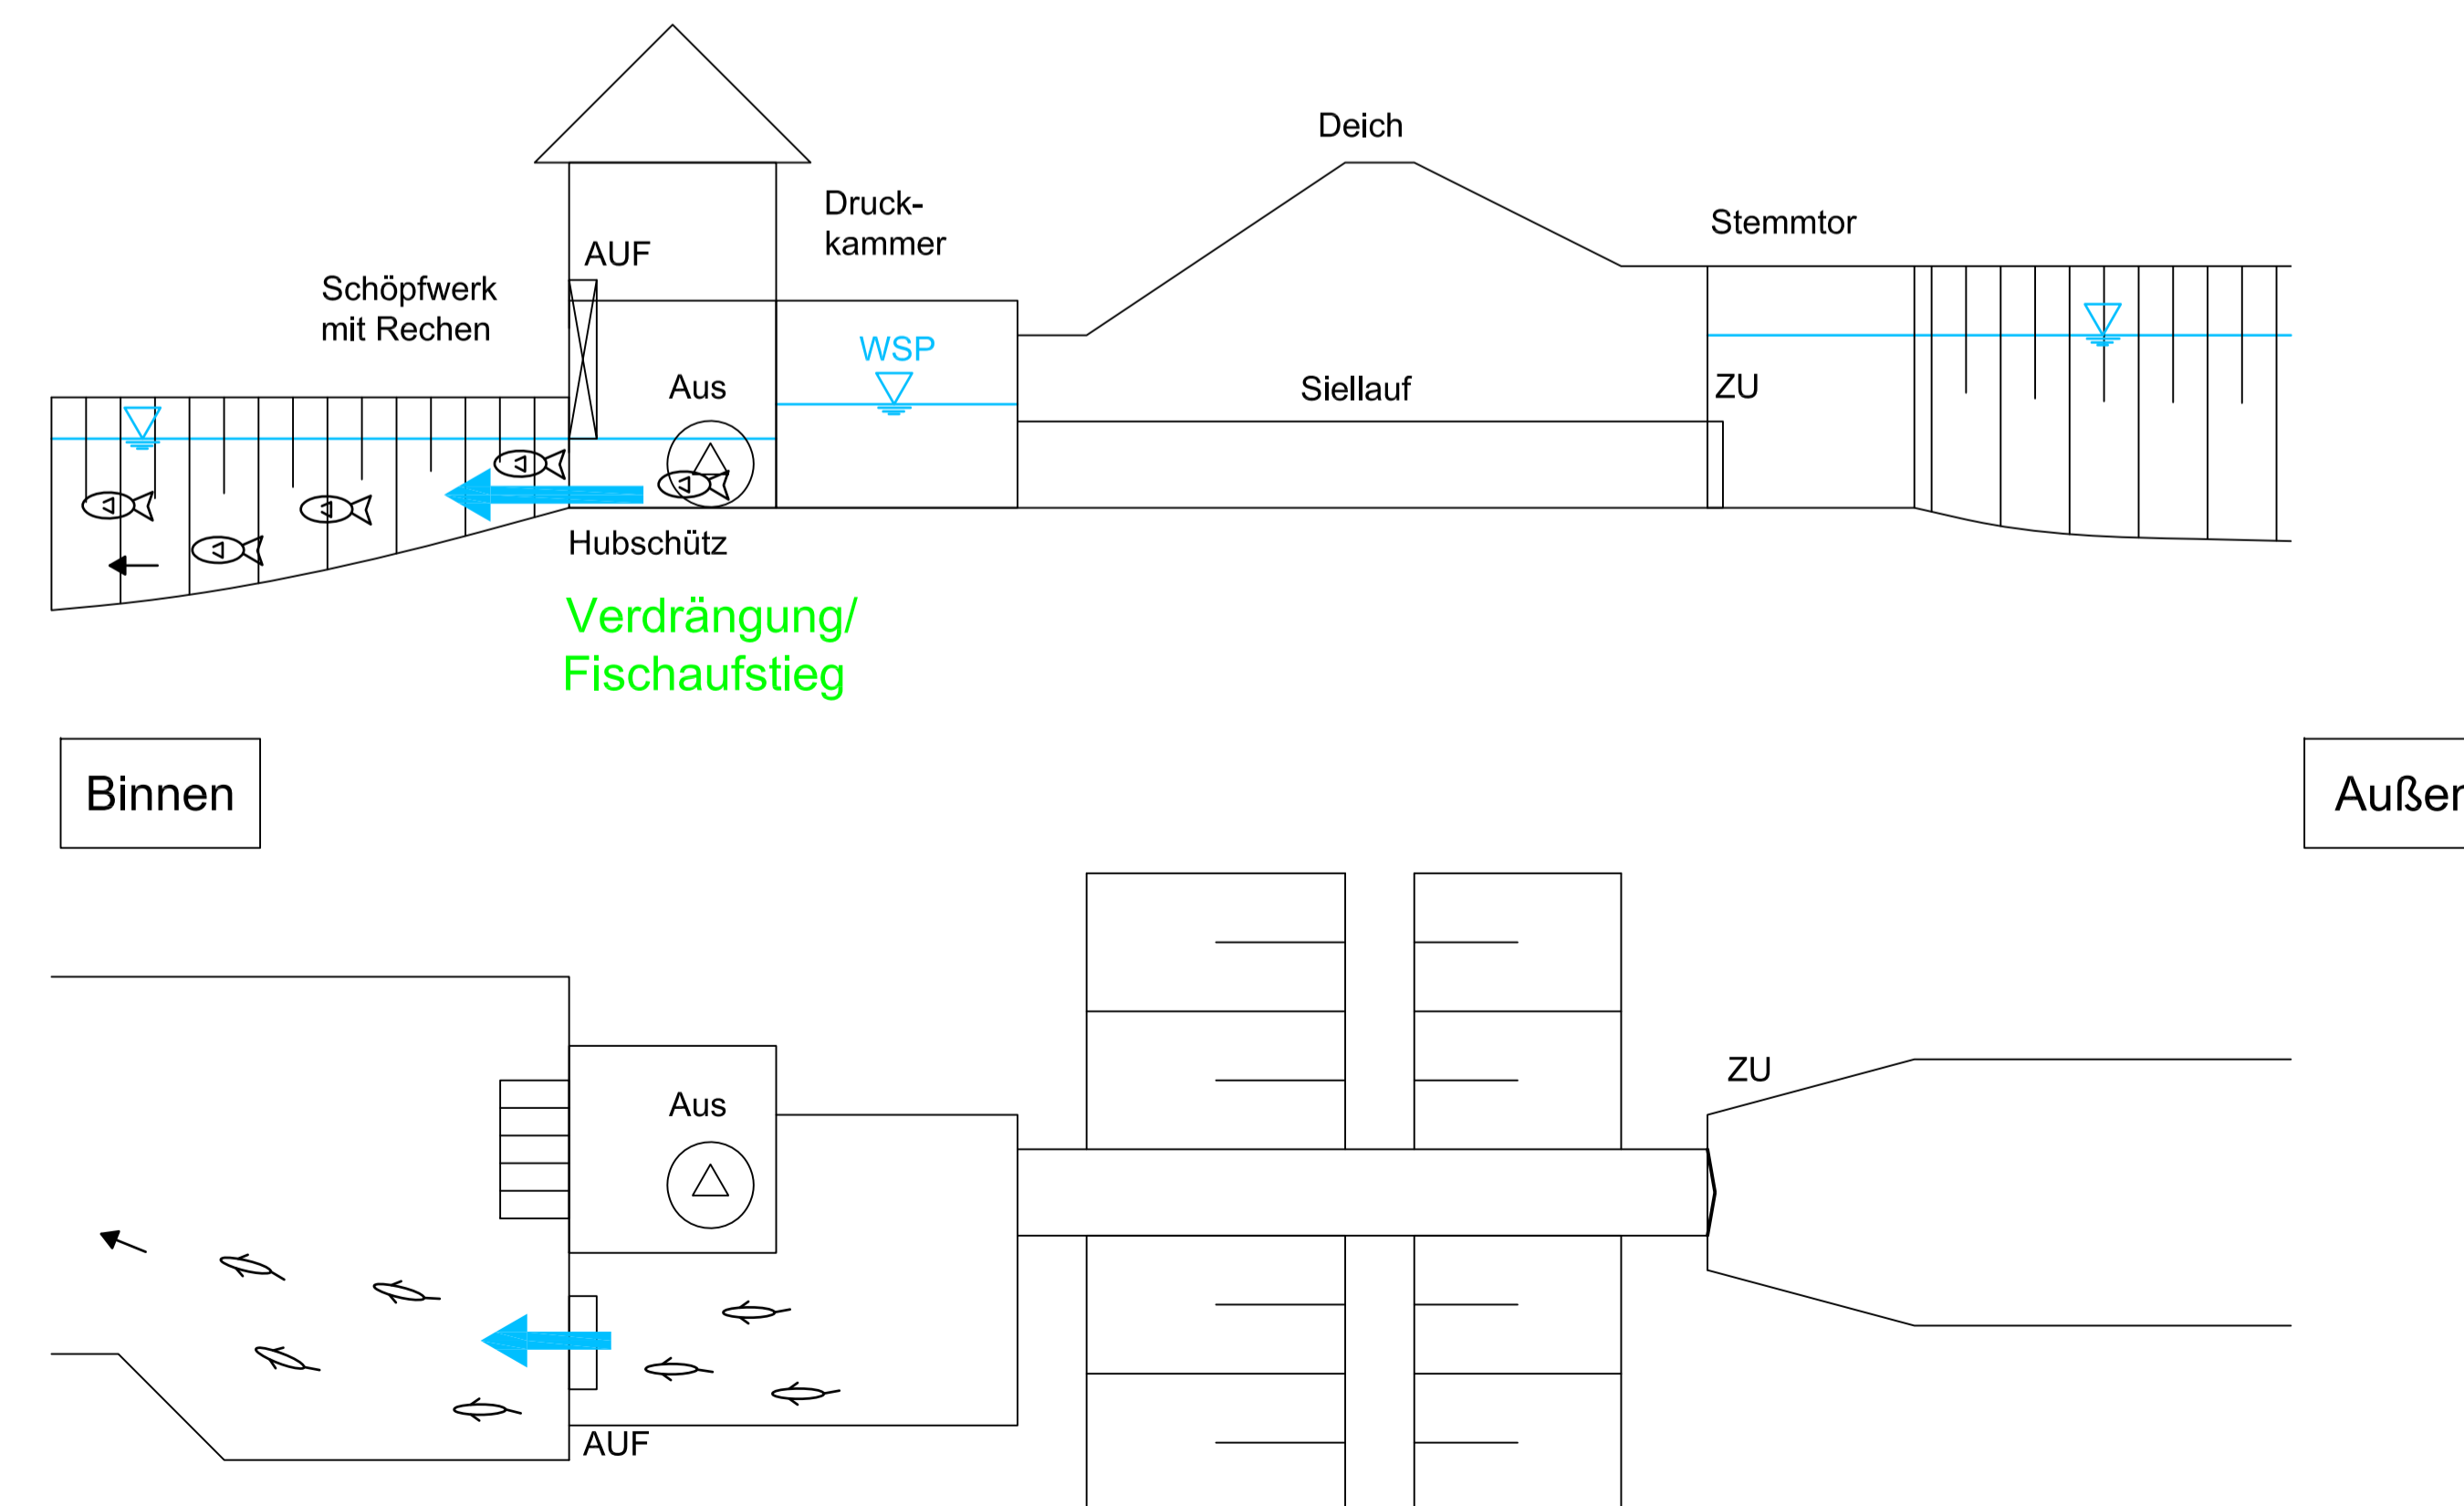 Deich
Druck-
kammer
Stemmtor
AUF
Schöpfwerk
mit Rechen
WSP
Aus
Siellauf
ZU
Hubschütz
Verdrängung/
Fischaufstieg
Binnen
Außen
ZU
Aus
AUF